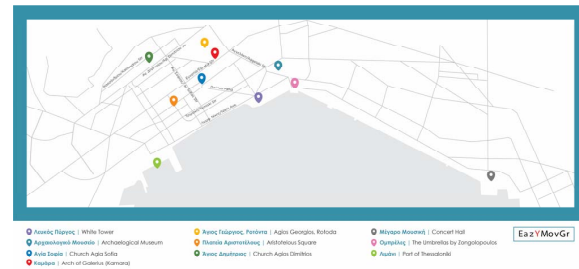 Λευκός Πύργος | White Tower
Αρχαιολογικό Μουσείο | Archaelogical Museum
Αγία Σοφία | Church Agia Sofia
Καμάρα | Arch of Galerius (Kamara)
Άγιος Γεώργιος, Ροτόντα | Agios Georgios, Rotoda
Πλατεία Αριστοτέλους | Aristotelous Square
Άγιος Δημήτριος | Church Agios Dimitrios
Μέγαρο Μουσική | Concert Hall
Ομπρέλες | The Umbrellas by Zongolopoulos
Λιμάνι | Port of Thessaloniki
EazYMovGr